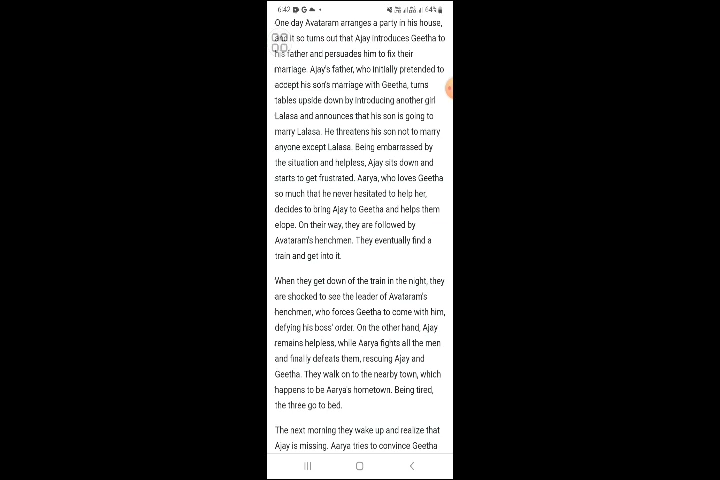 6:42
64%
One day Avataram arranges a party in his house,
and it so turns out that Ajay introduces Geetha to
his father and persuades him to fix their
marriage. Ajay's father, who initially pretended to
accept his son's marriage with Geetha, turns
tables upside down by introducing another girl
Lalasa and announces that his son is going to
marry Lalasa. He threatens his son not to marry
anyone except Lalasa. Being embarrassed by
the situation and helpless, Ajay sits down and
starts to get frustrated. Aarya, who loves Geetha
so much that he never hesitated to help her,
decides to bring Ajay to Geetha and helps them
elope. On their way, they are followed by
Avataram's henchmen. They eventually find a
train and get into it.
When they get down of the train in the night, they
are shocked to see the leader of Avataram's
henchmen, who forces Geetha to come with him,
defying his boss' order. On the other hand, Ajay
remains helpless, while Aarya fights all the men
and finally defeats them, rescuing Ajay and
Geetha. They walk on to the nearby town, which
happens to be Aarya's hometown. Being tired,
the three go to bed.
The next morning they wake up and realize that
Ajay is missing. Aarya tries to convince Geetha